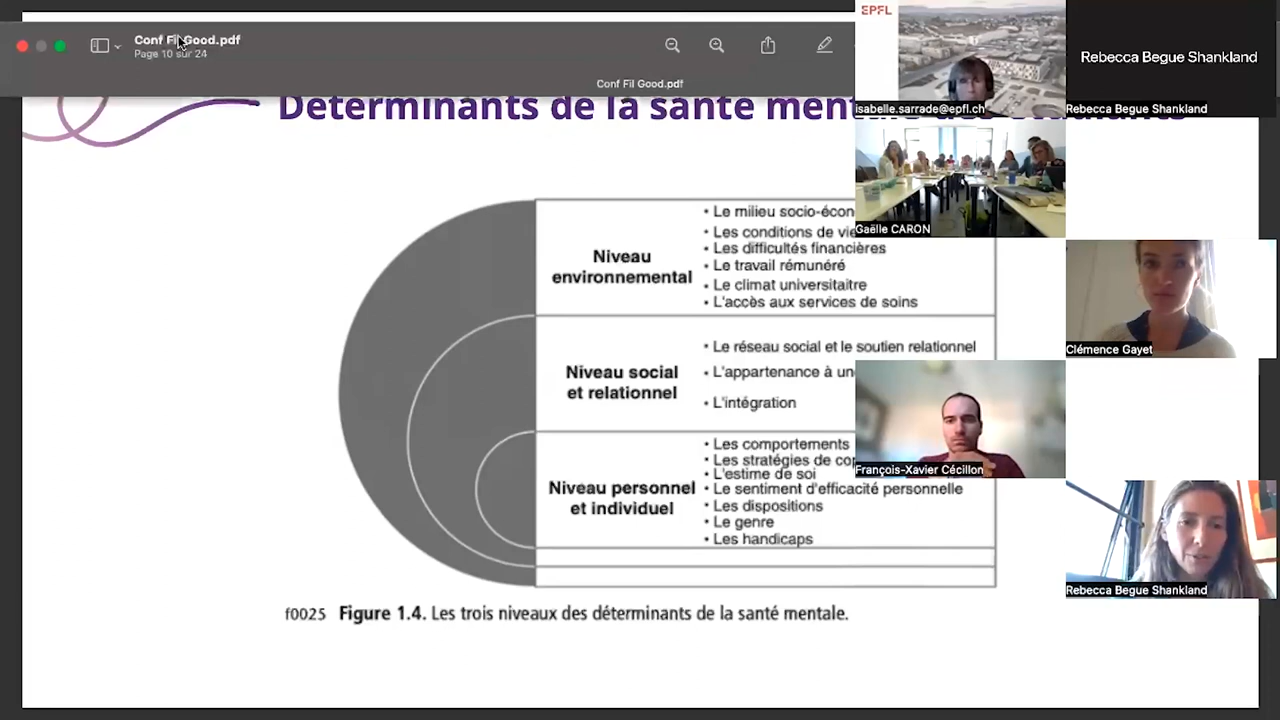 Conf Fil Good.pdf
Page 10 sur 24
Conf Fil Good.pdf
Déterminants de la santé
EPFL
isabelle.sarrade@epfl.ch
Rebecca Begue Shankland
Rebecca Begue Shankland
Gaëlle CARON
Clémence Gayet
François-Xavier Cécillon
Rebecca Begue Shankland
Niveau
environnemental
• Le milieu socio-écon
• Les conditions de vie
• Les difficultés financières
• Le travail rémunéré
• Le climat universitaire
• L'accès aux services de soins
Niveau social
et relationnel
• Le réseau social et le soutien relationnel
• L'appartenance à un
• L'intégration
Niveau personnel
et individuel
• Les comportements
• Les stratégies de cop
• L'estime de soi
• Le sentiment d'efficacité personnelle
• Les dispositions
• Le genre
• Les handicaps
f0025 Figure 1.4. Les trois niveaux des déterminants de la santé mentale.